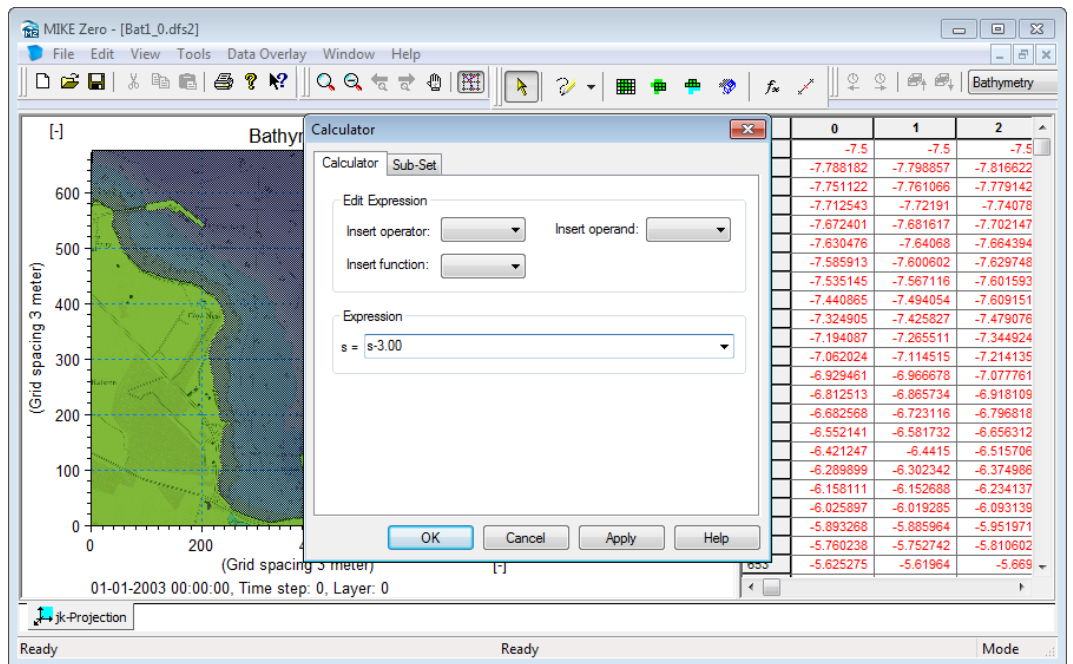 MIKE Zero - [Bat1_0.dfs2]
File Edit View Tools Data Overlay Window Help
Bathymetry
[-]
Bathyr
600
500
400
300
200
100
0
(Grid spacing 3 meter)
0 200
(Grid spacing 3 meter) [-]
01-01-2003 00:00:00, Time step: 0, Layer: 0
Calculator
Calculator Sub-Set
Edit Expression
Insert operator: Insert operand:
Insert function:
Expression
s = s-3.00
OK Cancel Apply Help
0 1 2
-7.5 -7.5 -7.5
-7.788182 -7.798857 -7.816622
-7.751122 -7.761066 -7.779142
-7.712543 -7.72191 -7.74078
-7.672401 -7.681617 -7.702147
-7.630476 -7.64068 -7.664394
-7.585913 -7.600602 -7.629748
-7.535145 -7.567116 -7.601593
-7.440865 -7.494054 -7.609151
-7.324905 -7.425827 -7.479076
-7.194087 -7.265511 -7.344924
-7.062024 -7.114515 -7.214135
-6.929461 -6.966678 -7.077761
-6.812513 -6.865734 -6.918109
-6.682568 -6.723116 -6.796818
-6.552141 -6.581732 -6.656312
-6.421247 -6.4415 -6.515706
-6.289899 -6.302342 -6.374986
-6.158111 -6.152688 -6.234137
-6.025897 -6.019285 -6.093139
-5.893268 -5.885964 -5.951971
-5.760238 -5.752742 -5.810602
653 -5.625275 -5.61964 -5.669
jk-Projection
Ready Ready Mode